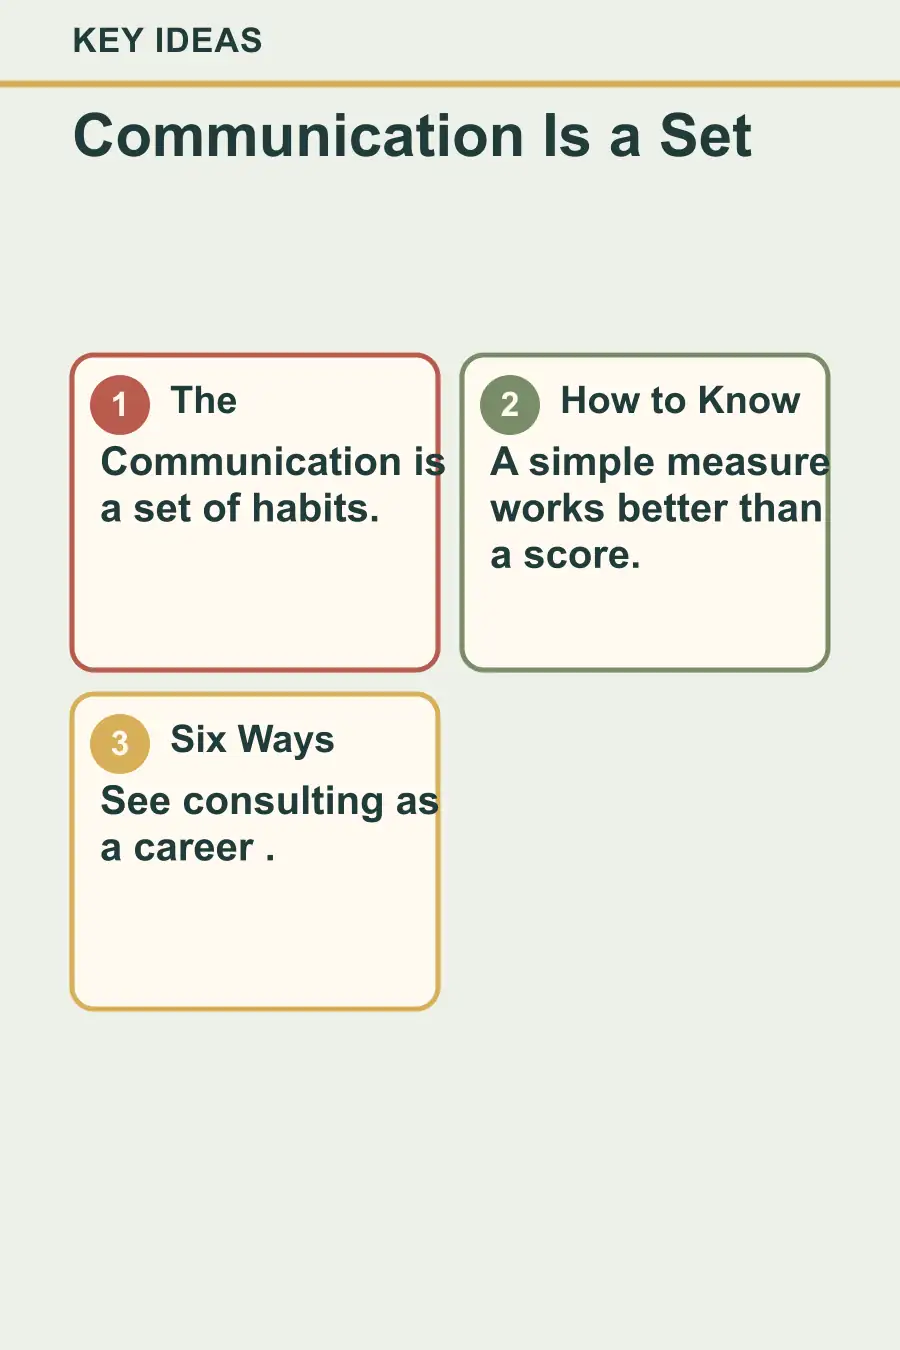 KEY IDEAS
Communication Is a Set
1 The
Communication is
a set of habits.
2 How to Know
A simple measure
works better than
a score.
3 Six Ways
See consulting as
a career .